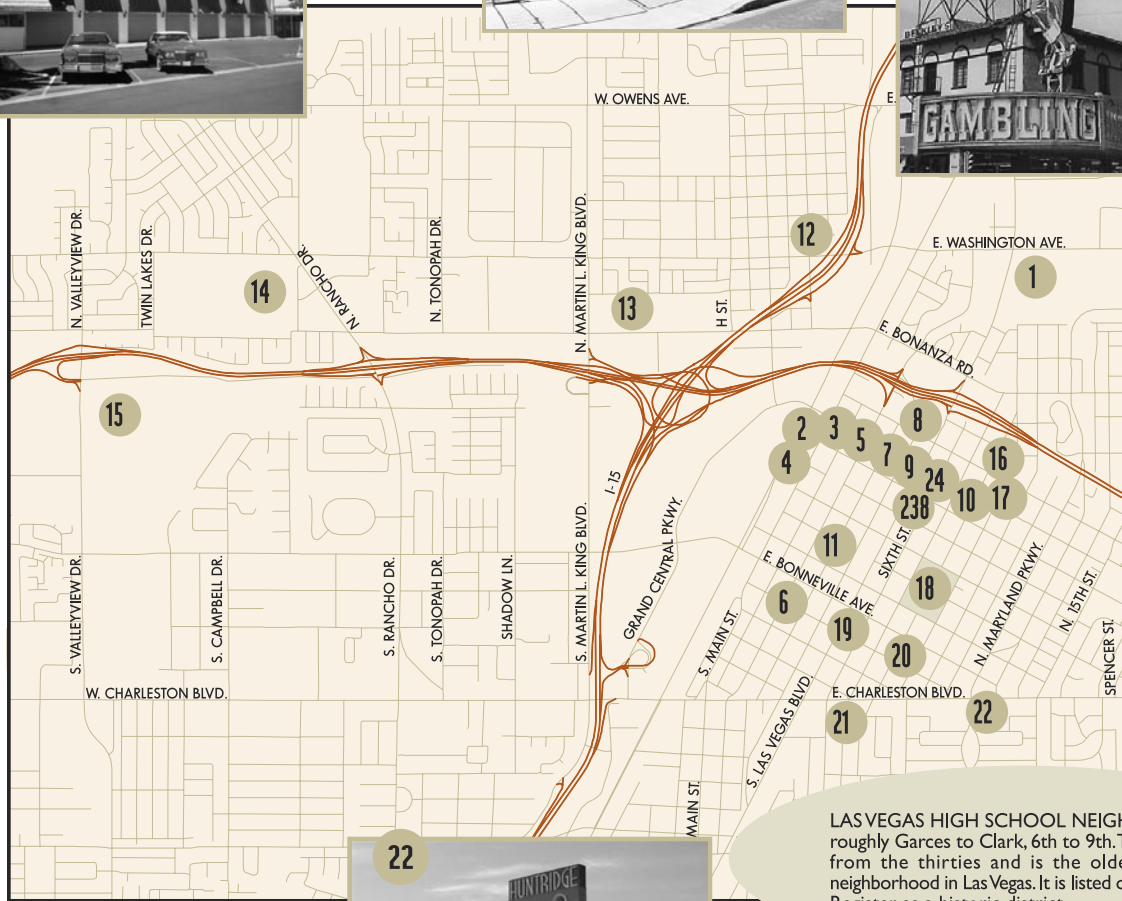 GAMBLING
W. OWENS AVE.
E.
E. WASHINGTON AVE.
N. VALLEYVIEW DR.
TWIN LAKES DR.
N. RANCHO DR.
N. TONOPAH DR.
N. MARTIN L. KING BLVD.
H ST.
12
1
14
13
E. BONANZA RD.
15
2
3
5
8
4
7
9
24
16
10
17
238
I-15
GRAND CENTRAL PKWY.
11
SIXTH ST.
E. BONNEVILLE AVE.
18
6
19
20
N. MARYLAND PKWY.
N. 15TH ST.
SPENCER ST.
S. VALLEYVIEW DR.
S. CAMPBELL DR.
S. RANCHO DR.
S. TONOPAH DR.
SHADOW LN.
S. MARTIN L. KING BLVD.
S. MAIN ST.
W. CHARLESTON BLVD.
E. CHARLESTON BLVD.
21
22
S. LAS VEGAS BLVD.
MAIN ST.
22
HUNTRIDGE
LAS VEGAS HIGH SCHOOL NEIGH
roughly Garces to Clark, 6th to 9th. T
from the thirties and is the olde
neighborhood in Las Vegas. It is listed o
Register as a historic district.